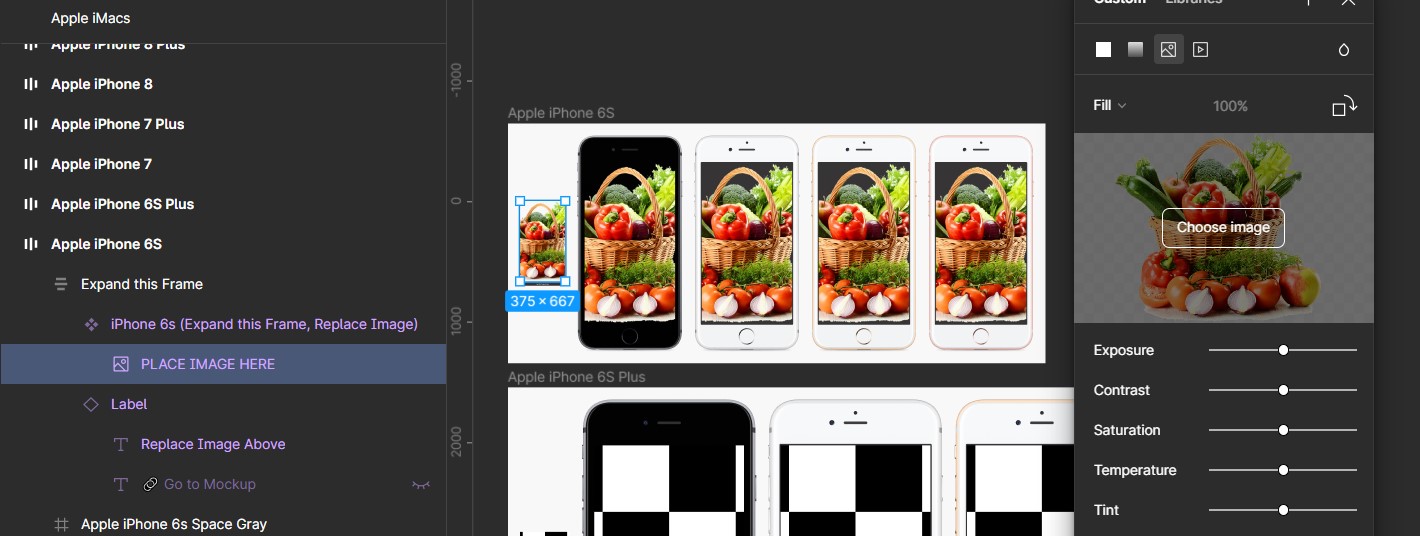 Apple iMacs
Apple iPhone 8 Plus
Apple iPhone 8
Apple iPhone 7 Plus
Apple iPhone 7
Apple iPhone 6S Plus
Apple iPhone 6S
Expand this Frame
iPhone 6s (Expand this Frame, Replace Image)
PLACE IMAGE HERE
Label
Replace Image Above
Go to Mockup
Apple iPhone 6s Space Gray
-1000
0
1000
2000
Apple iPhone 6S
375 × 667
Apple iPhone 6S Plus
Custom Libraries
Fill 100%
Choose image
Exposure
Contrast
Saturation
Temperature
Tint